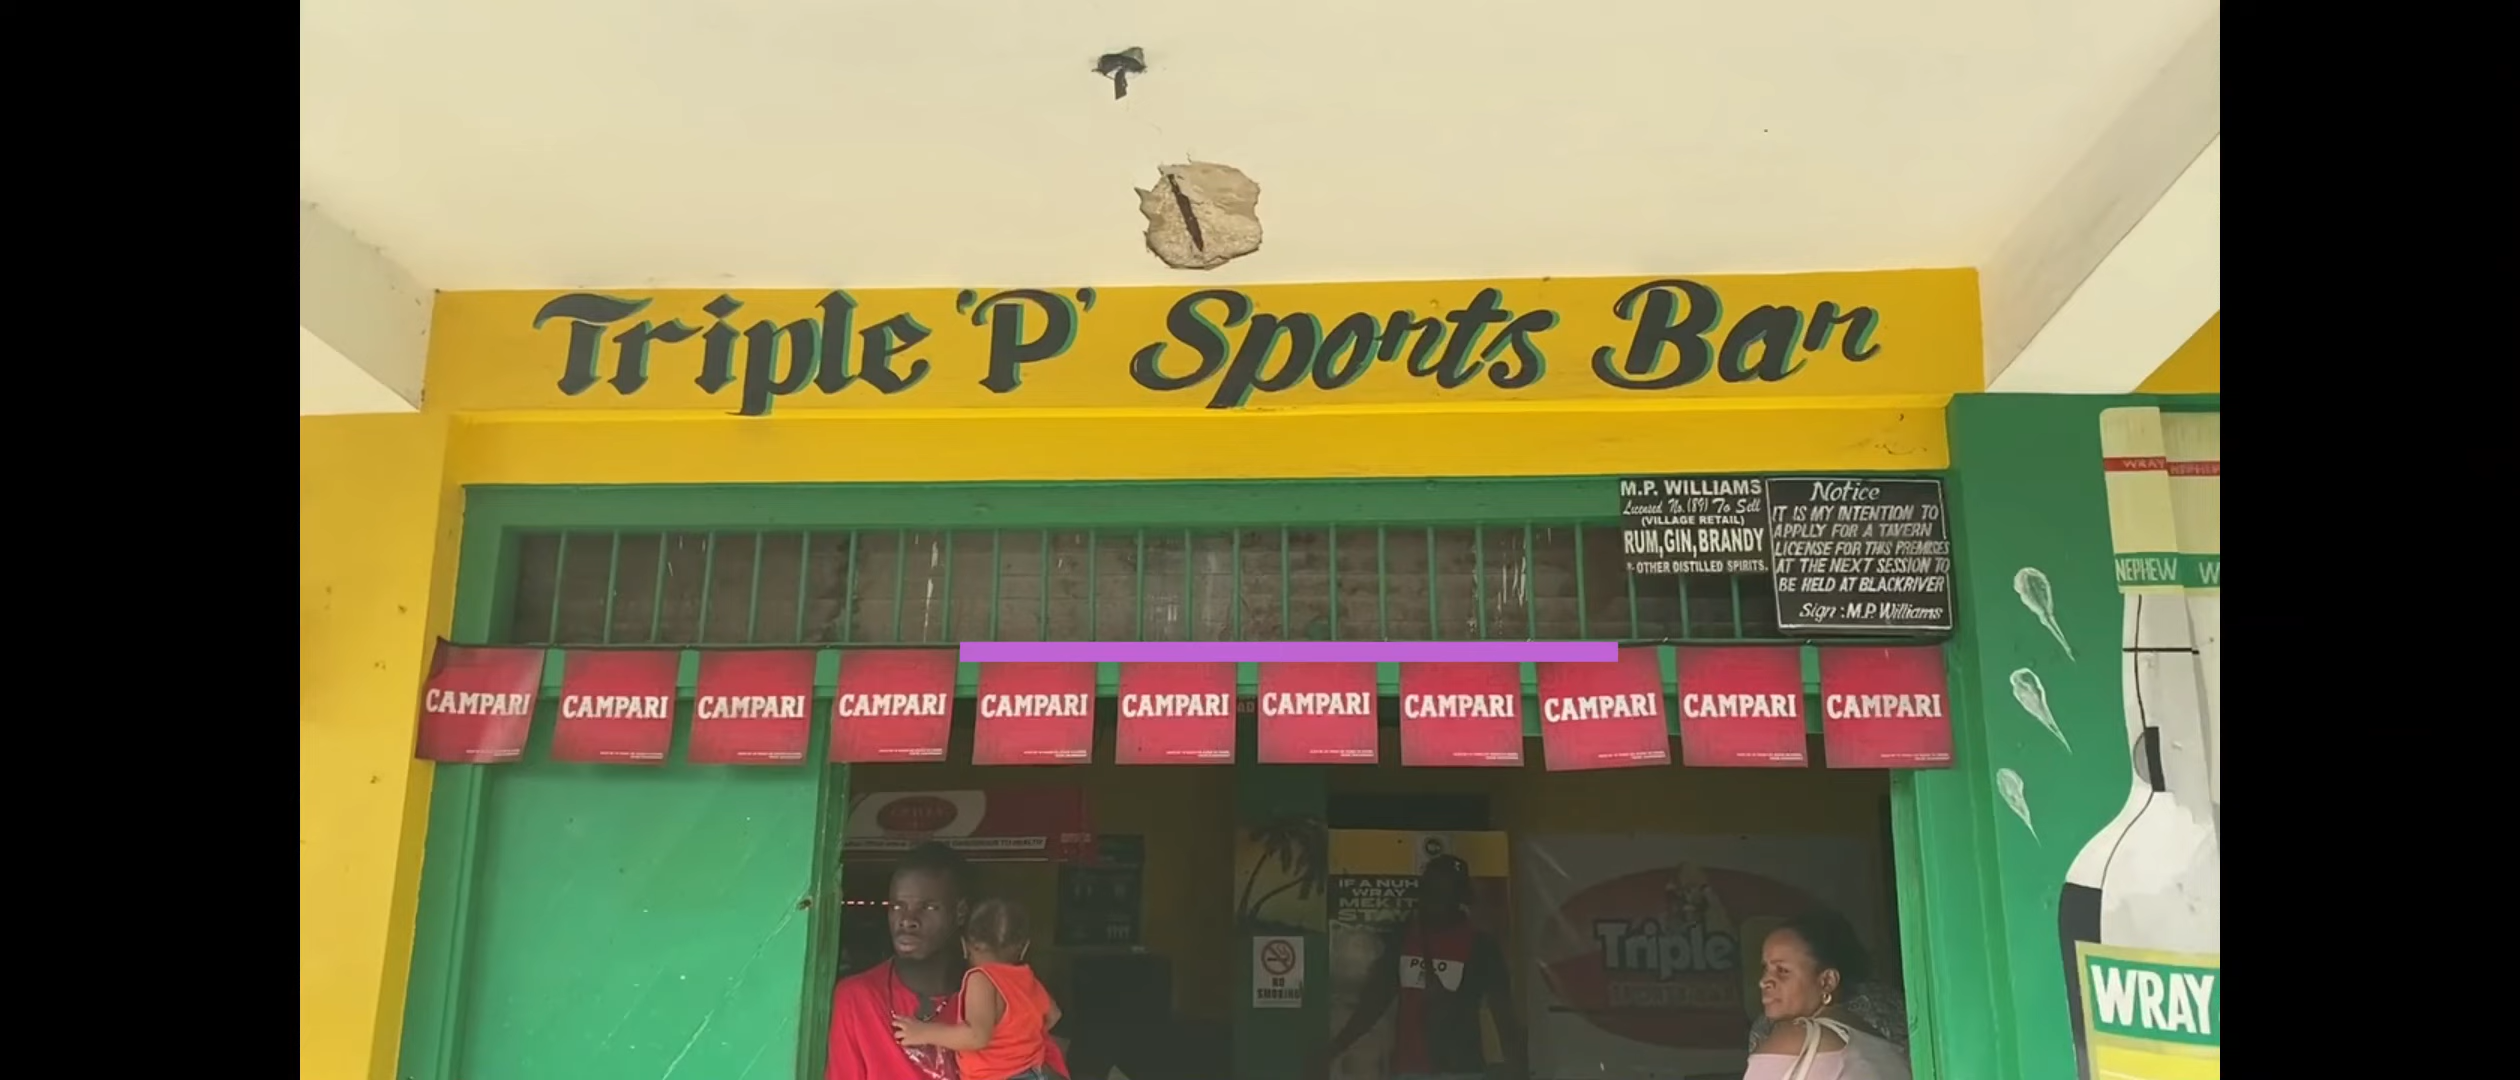 Triple 'P' Sports Bar
M.P. WILLIAMS
Licensed No. (89) To Sell
(VILLAGE RETAIL)
RUM, GIN, BRANDY
& OTHER DISTILLED SPIRITS.
Notice
IT IS MY INTENTION TO
APPLLY FOR A TAVERN
LICENSE FOR THIS PREMISES
AT THE NEXT SESSION TO
BE HELD AT BLACKRIVER
Sign : M.P. Williams
WRAY NEPHEW
NEPHEW W
CAMPARI CAMPARI CAMPARI CAMPARI CAMPARI CAMPARI CAMPARI CAMPARI CAMPARI CAMPARI CAMPARI
IF A NUH
WRAY
MEK IT
STAY
POLO
NO
SMOKING
Triple
WRAY